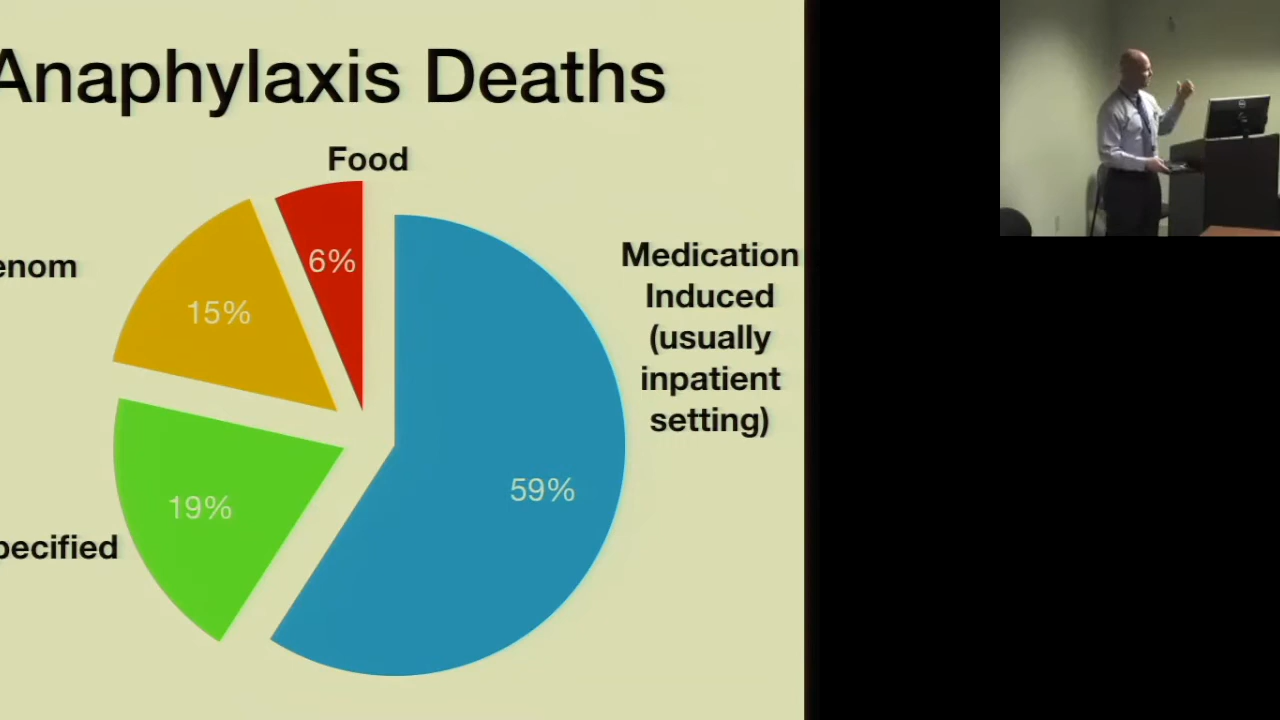 Anaphylaxis Deaths
Food
6%
enom
15%
Medication
Induced
(usually
inpatient
setting)
59%
19%
pecified